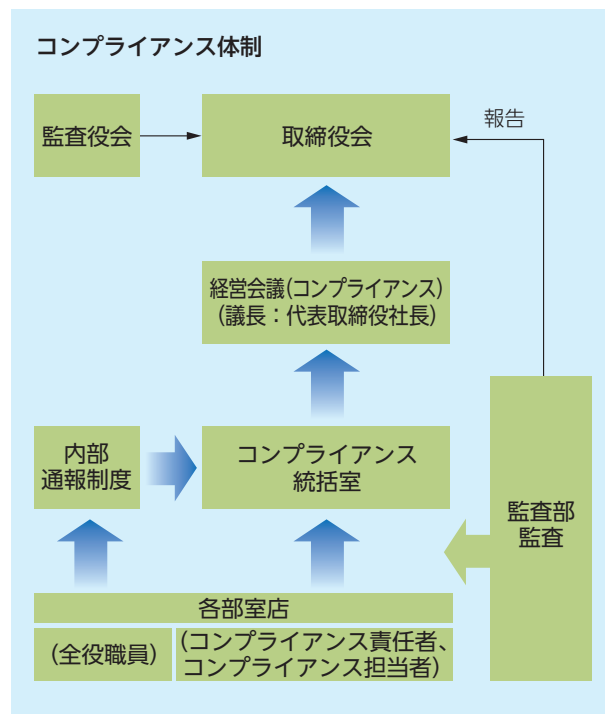 コンプライアンス体制
監査役会
取締役会
報告
経営会議(コンプライアンス)
(議長：代表取締役社長)
内部
通報制度
コンプライアンス
統括室
監査部
監査
各部室店
(全役職員)
(コンプライアンス責任者、
コンプライアンス担当者)